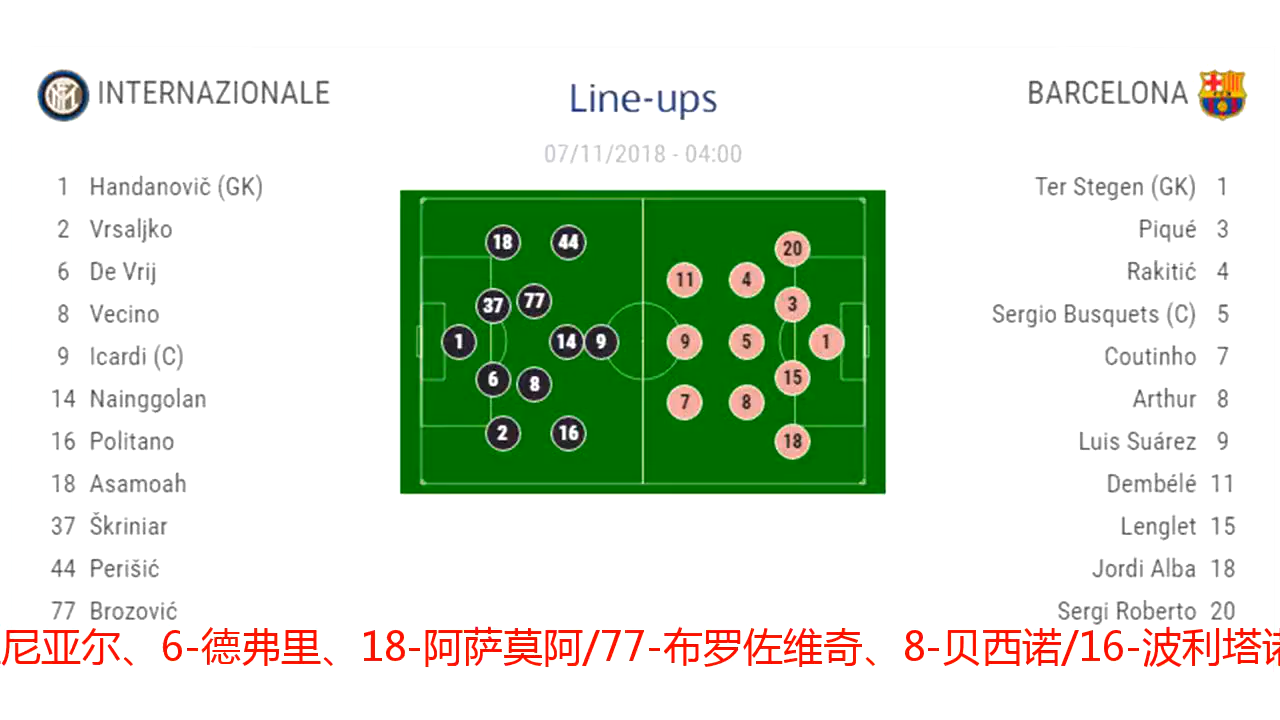 INTERNAZIONALE
Line-ups
BARCELONA
07/11/2018 - 04:00
1 Handanovič (GK)
2 Vrsaljko
6 De Vrij
8 Vecino
9 Icardi (C)
14 Nainggolan
16 Politano
18 Asamoah
37 Škriniar
44 Perišić
77 Brozović
18 44
37 77
1 14 9
6 8
2 16
20
11 4
3
9 5 1
15
7 8
18
Ter Stegen (GK) 1
Piqué 3
Rakitić 4
Sergio Busquets (C) 5
Coutinho 7
Arthur 8
Luis Suárez 9
Dembélé 11
Lenglet 15
Jordi Alba 18
Sergi Roberto 20
尼亚尔、6-德弗里、18-阿萨莫阿/77-布罗佐维奇、8-贝西诺/16-波利塔诺